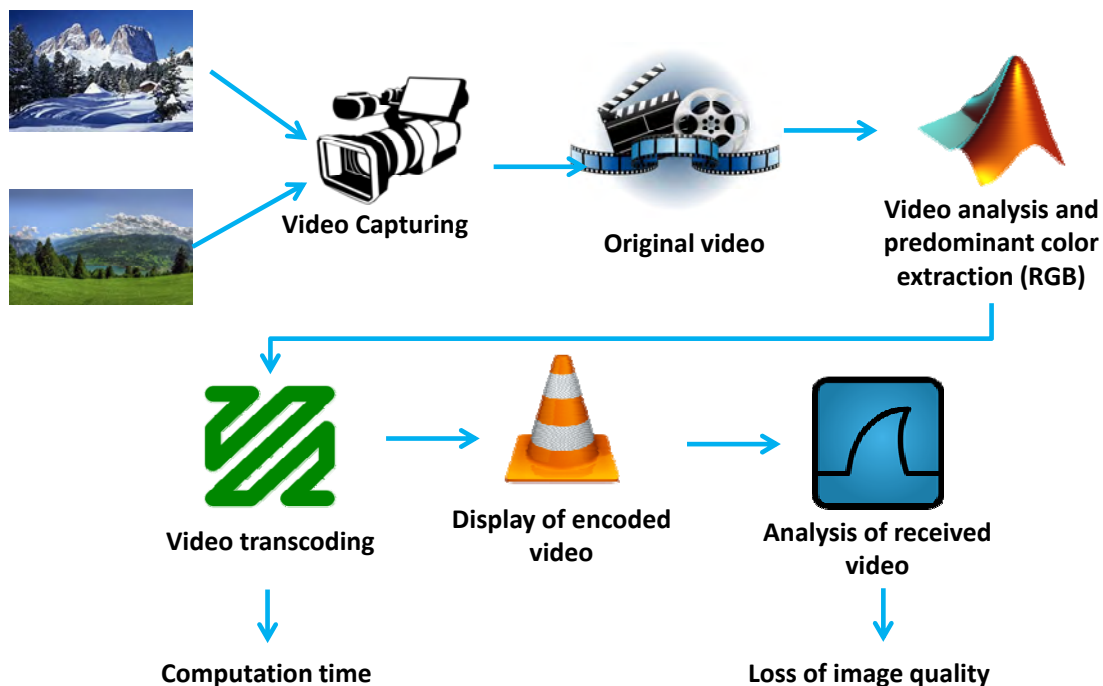 Video Capturing
Original video
Video analysis and
predominant color
extraction (RGB)
Video transcoding
Display of encoded
video
Analysis of received
video
Computation time
Loss of image quality